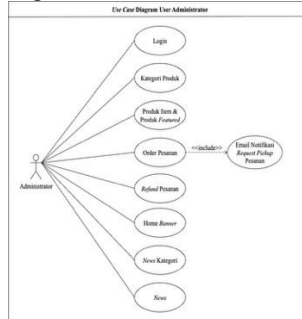 Use Case Diagram User Administrator
Login
Kategori Produk
Produk Item &
Produk Featured
Order Pesanan
<<include>>
Email Notifikasi
Request Pickup
Pesanan
Administrator
Refund Pesanan
Home Banner
News Kategori
News